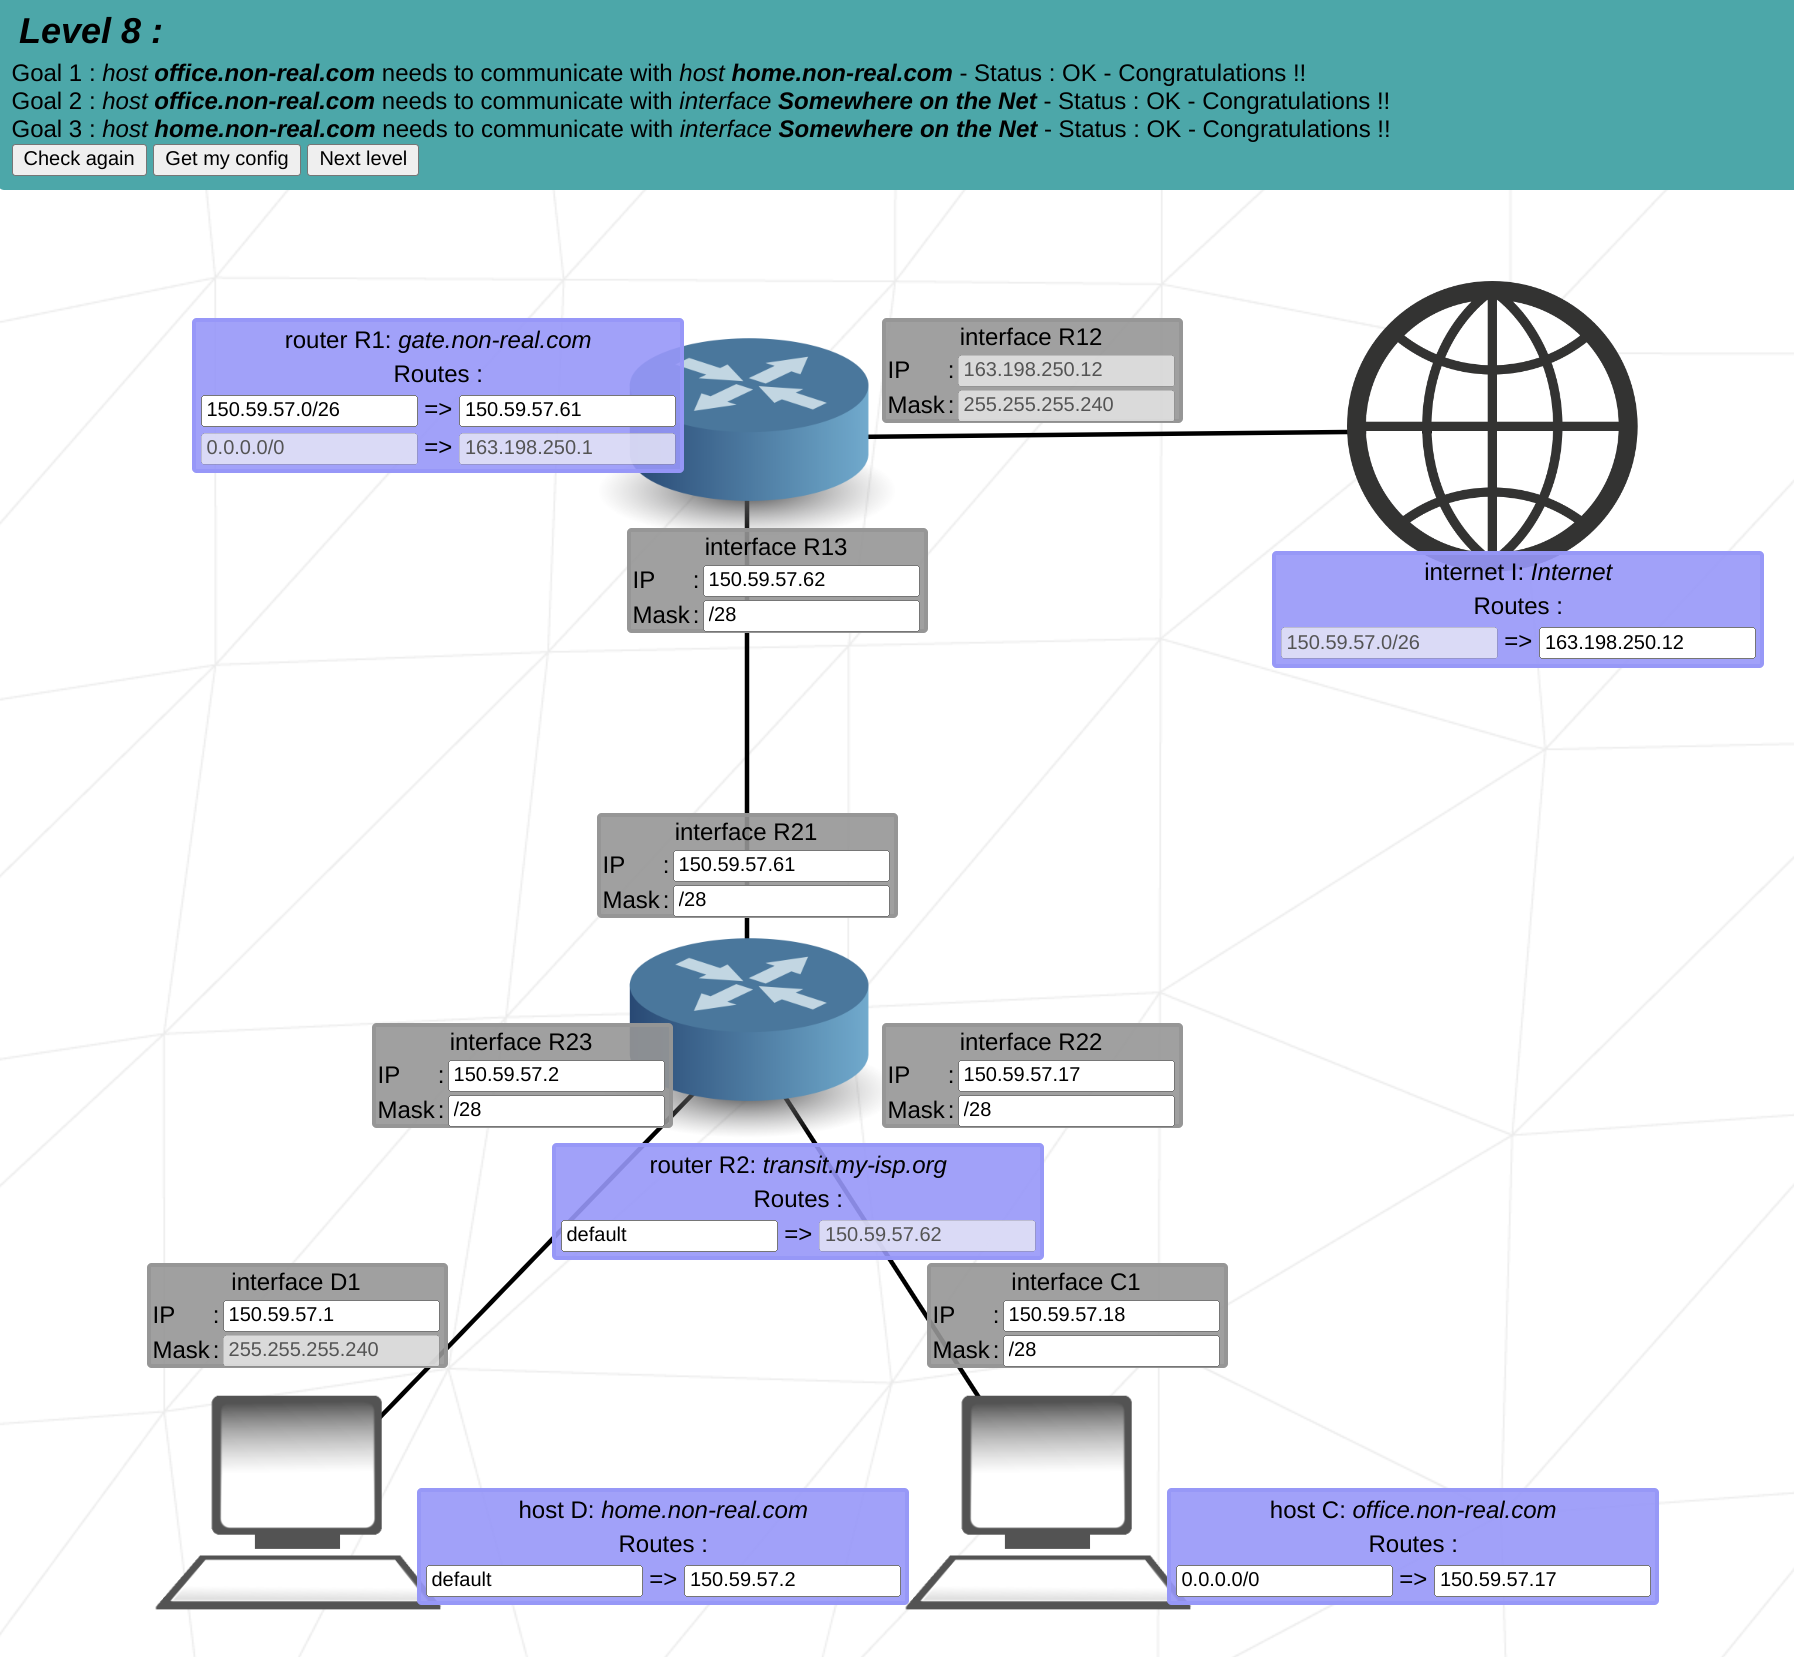 Level 8 :
Goal 1 : host office.non-real.com needs to communicate with host home.non-real.com - Status : OK - Congratulations !!
Goal 2 : host office.non-real.com needs to communicate with interface Somewhere on the Net - Status : OK - Congratulations !!
Goal 3 : host home.non-real.com needs to communicate with interface Somewhere on the Net - Status : OK - Congratulations !!
Check again Get my config Next level
router R1: gate.non-real.com
Routes :
150.59.57.0/26 => 150.59.57.61
0.0.0.0/0 => 163.198.250.1
interface R12
IP : 163.198.250.12
Mask : 255.255.255.240
interface R13
IP : 150.59.57.62
Mask : /28
internet I: Internet
Routes :
150.59.57.0/26 => 163.198.250.12
interface R21
IP : 150.59.57.61
Mask : /28
interface R23
IP : 150.59.57.2
Mask : /28
interface R22
IP : 150.59.57.17
Mask : /28
router R2: transit.my-isp.org
Routes :
default => 150.59.57.62
interface D1
IP : 150.59.57.1
Mask : 255.255.255.240
interface C1
IP : 150.59.57.18
Mask : /28
host D: home.non-real.com
Routes :
default => 150.59.57.2
host C: office.non-real.com
Routes :
0.0.0.0/0 => 150.59.57.17